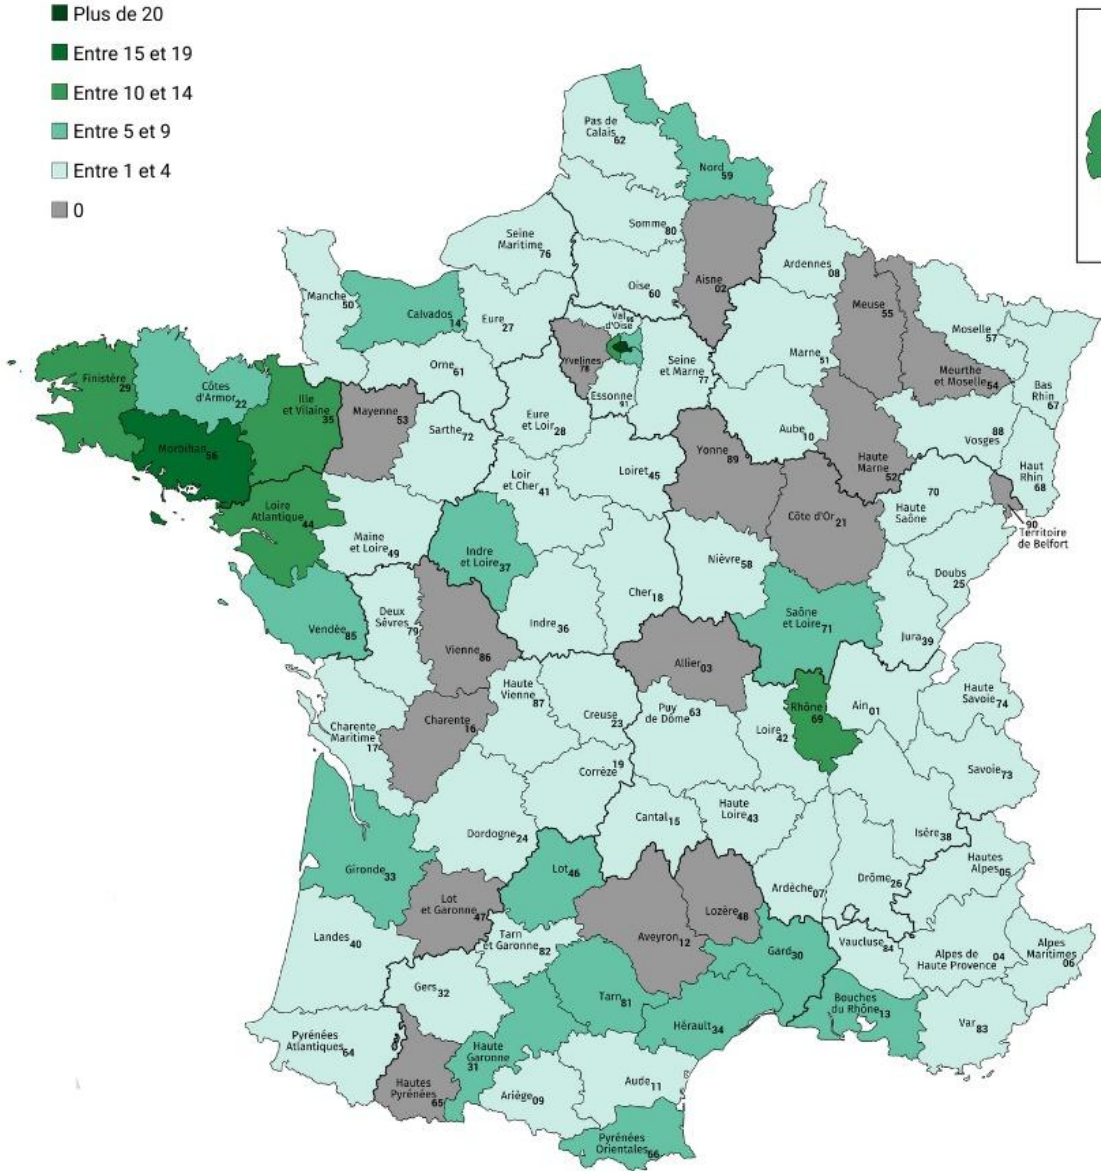 Plus de 20
Entre 15 et 19
Entre 10 et 14
Entre 5 et 9
Entre 1 et 4
0
Pas de
Calais 62
Nord 59
Somme 80
Seine
Maritime 76
Oise 60
Aisne 02
Ardennes 08
Manche 50
Calvados 14
Eure 27
Val
d'Oise
Meuse 55
Moselle 57
Marne 51
Meurthe
et Moselle 54
Bas
Rhin 67
Orne 61
Yvelines 78
Seine
et Marne 77
Essonne 91
Finistère 29
Côtes
d'Armor 22
Ille
et Vilaine 35
Mayenne 53
Sarthe 72
Eure
et Loir 28
Aube 10
Haute
Marne 52
88
Vosges
Haut
Rhin 68
Morbihan 56
Loir
et Cher 41
Loiret 45
Yonne 89
Côte d'Or 21
70
Haute
Saône
90
Territoire
de Belfort
Loire
Atlantique 44
Maine
et Loire 49
Indre
et Loire 37
Cher 18
Nièvre 58
Doubs 25
Vendée 85
Deux
Sèvres 79
Vienne 86
Indre 36
Saône
et Loire 71
Jura 39
Allier 03
Charente
Maritime 17
Charente 16
Haute
Vienne 87
Creuse 23
Puy 63
de Dôme
Loire 42
Rhône 69
Ain 01
Haute
Savoie 74
Savoie 73
Corrèze 19
Dordogne 24
Cantal 15
Haute
Loire 43
Isère 38
Gironde 33
Lot
et Garonne 47
Lot 46
Aveyron 12
Lozère 48
Ardèche 07
Drôme 26
Hautes
Alpes 05
Landes 40
Tarn
et Garonne 82
Gard 30
Vaucluse 84
Alpes de 04
Haute Provence
Alpes
Maritimes 06
Gers 32
Tarn 81
Hérault 34
Bouches
du Rhône 13
Var 83
Pyrénées
Atlantiques 64
Hautes
Pyrénées 65
Haute
Garonne
31
Ariège 09
Aude 11
Pyrénées
Orientales 66